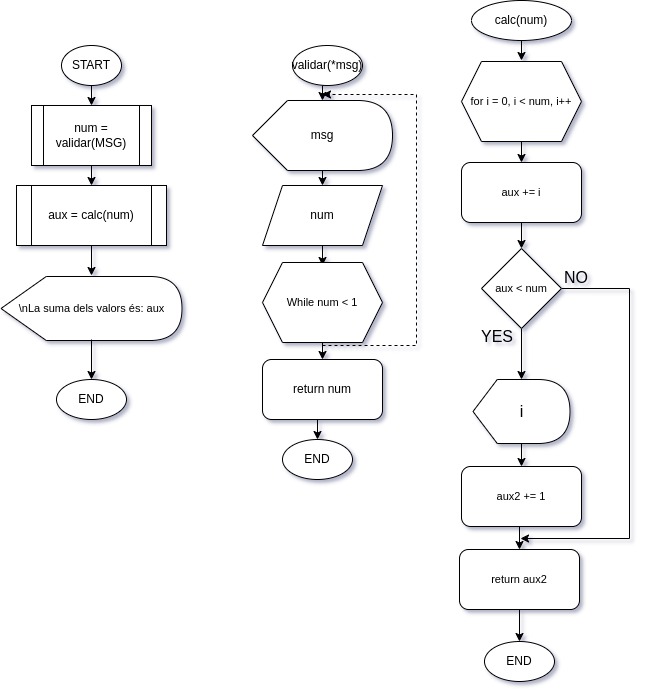 START
num =
validar(MSG)
aux = calc(num)
\nLa suma dels valors és: aux
END
validar(*msg)
msg
num
While num < 1
return num
END
calc(num)
for i = 0, i < num, i++
aux += i
aux < num
NO
YES
i
aux2 += 1
return aux2
END